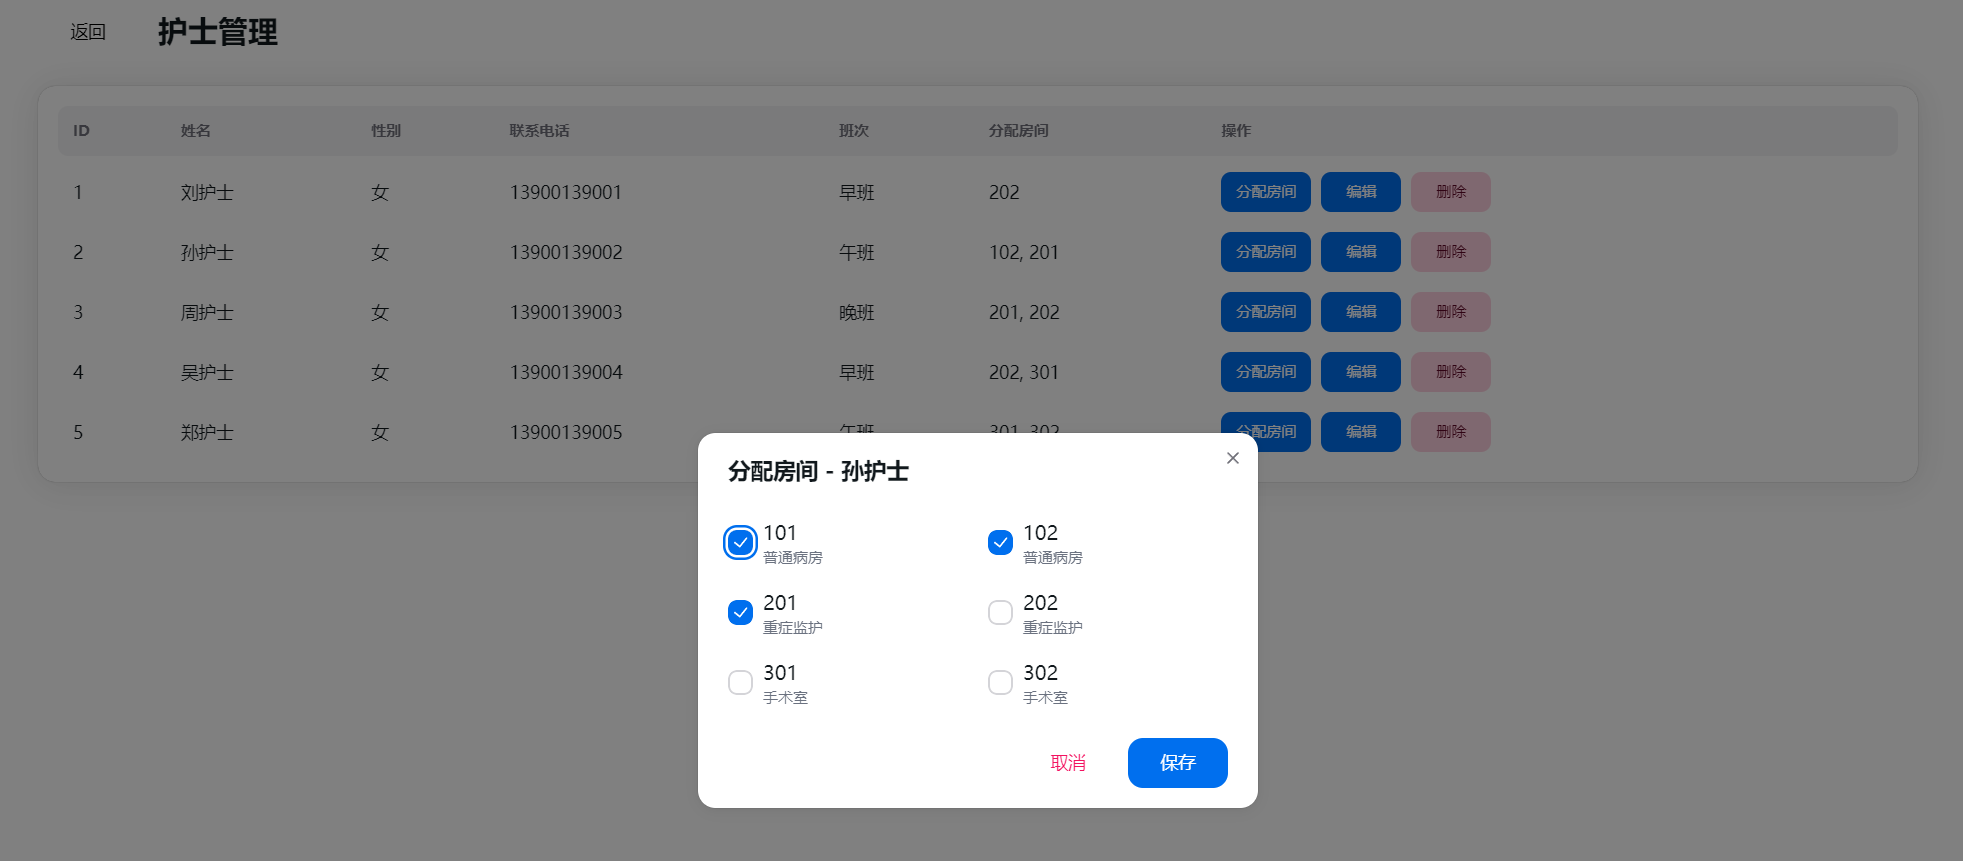 返回 护士管理
ID 姓名 性别 联系电话 班次 分配房间 操作
1 刘护士 女 13900139001 早班 202 分配房间 编辑 删除
2 孙护士 女 13900139002 午班 102, 201 分配房间 编辑 删除
3 周护士 女 13900139003 晚班 201, 202 分配房间 编辑 删除
4 吴护士 女 13900139004 早班 202, 301 分配房间 编辑 删除
5 郑护士 女 13900139005 午班 301, 302 分配房间 编辑 删除
分配房间 - 孙护士
101 102
普通病房 普通病房
201 202
重症监护 重症监护
301 302
手术室 手术室
取消 保存